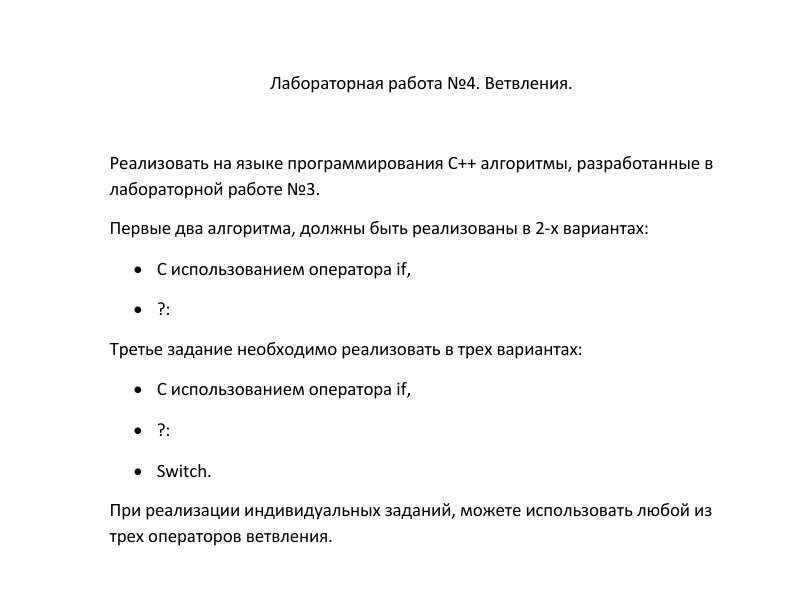 Лабораторная работа №4. Ветвления.
Реализовать на языке программирования С++ алгоритмы, разработанные в
лабораторной работе №3.
Первые два алгоритма, должны быть реализованы в 2-х вариантах:
• С использованием оператора if,
• ?:
Третье задание необходимо реализовать в трех вариантах:
• С использованием оператора if,
• ?:
• Switch.
При реализации индивидуальных заданий, можете использовать любой из
трех операторов ветвления.